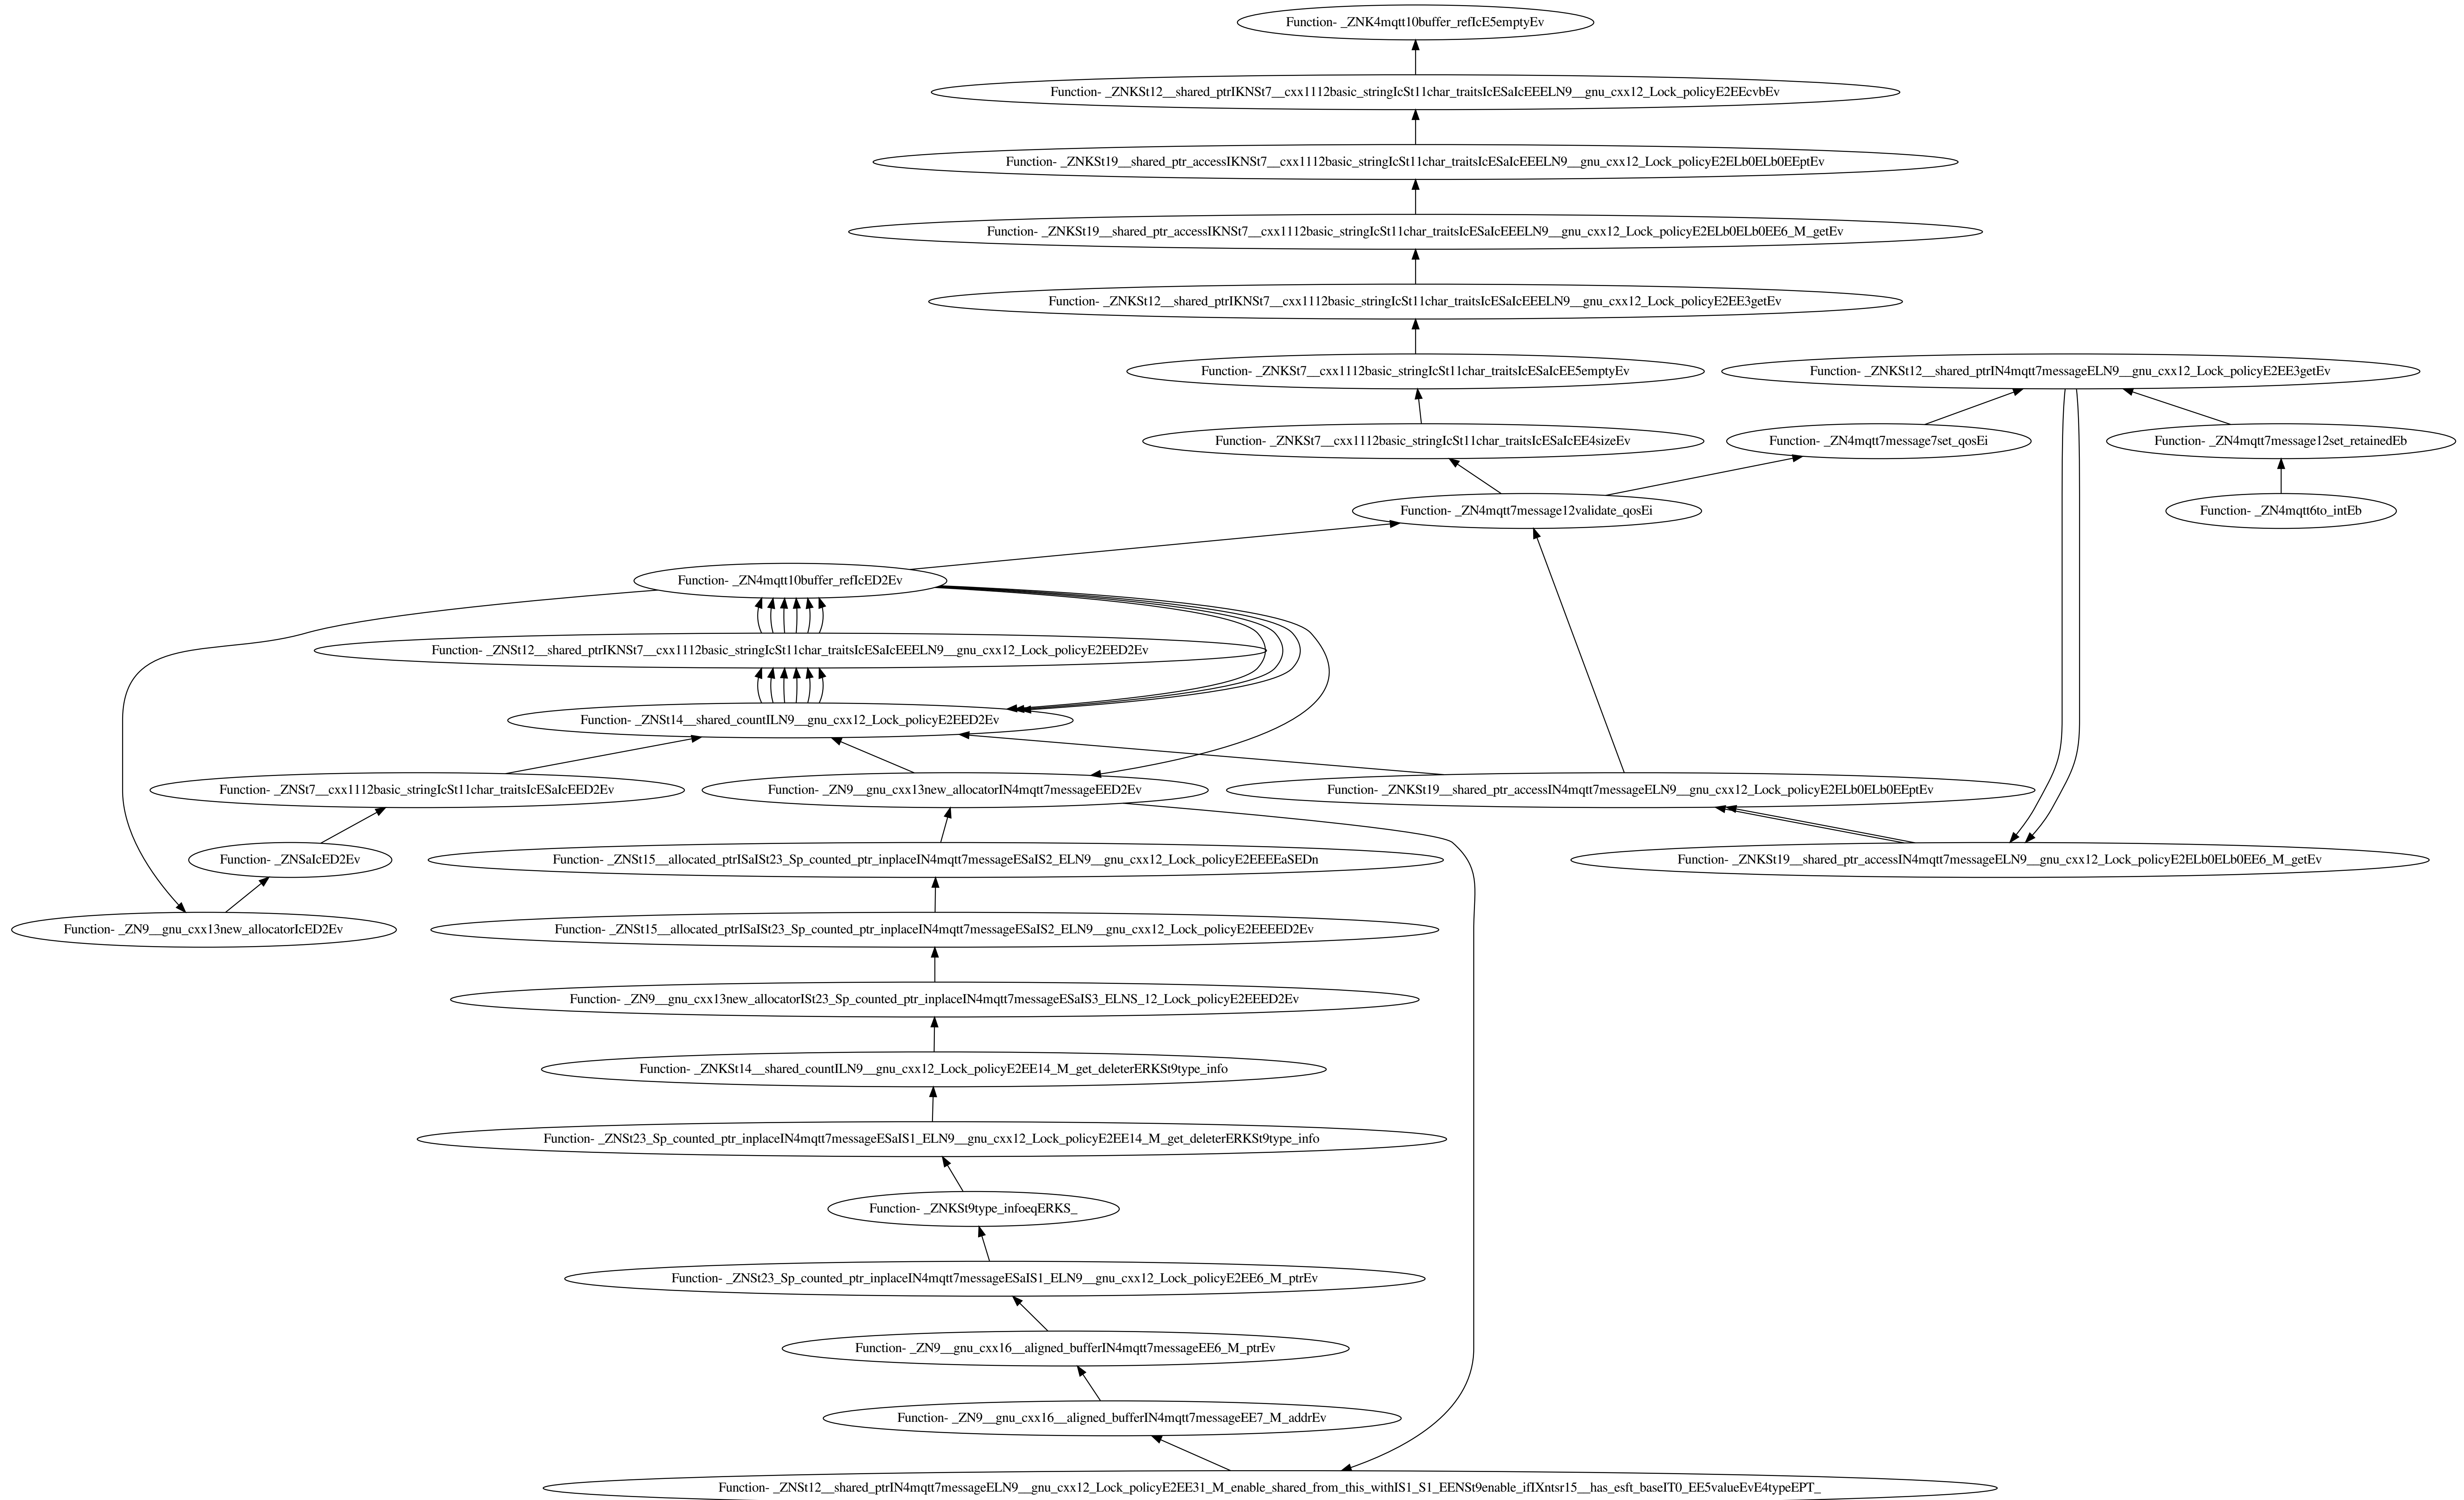 Function- _ZNK4mqtt10buffer_refIcE5emptyEv
Function- _ZNKSt12__shared_ptrIKNSt7__cxx1112basic_stringIcSt11char_traitsIcESaIcEEELN9__gnu_cxx12_Lock_policyE2EEcvbEv
Function- _ZNKSt19__shared_ptr_accessIKNSt7__cxx1112basic_stringIcSt11char_traitsIcESaIcEEELN9__gnu_cxx12_Lock_policyE2ELb0ELb0EEptEv
Function- _ZNKSt19__shared_ptr_accessIKNSt7__cxx1112basic_stringIcSt11char_traitsIcESaIcEEELN9__gnu_cxx12_Lock_policyE2ELb0ELb0EE6_M_getEv
Function- _ZNKSt12__shared_ptrIKNSt7__cxx1112basic_stringIcSt11char_traitsIcESaIcEEELN9__gnu_cxx12_Lock_policyE2EE3getEv
Function- _ZNKSt7__cxx1112basic_stringIcSt11char_traitsIcESaIcEE5emptyEv
Function- _ZNKSt12__shared_ptrIN4mqtt7messageELN9__gnu_cxx12_Lock_policyE2EE3getEv
Function- _ZNKSt7__cxx1112basic_stringIcSt11char_traitsIcESaIcEE4sizeEv
Function- _ZN4mqtt7message7set_qosEi
Function- _ZN4mqtt7message12set_retainedEb
Function- _ZN4mqtt7message12validate_qosEi
Function- _ZN4mqtt6to_intEb
Function- _ZN4mqtt10buffer_refIcED2Ev
Function- _ZNSt12__shared_ptrIKNSt7__cxx1112basic_stringIcSt11char_traitsIcESaIcEEELN9__gnu_cxx12_Lock_policyE2EED2Ev
Function- _ZNSt14__shared_countILN9__gnu_cxx12_Lock_policyE2EED2Ev
Function- _ZNSt7__cxx1112basic_stringIcSt11char_traitsIcESaIcEED2Ev
Function- _ZN9__gnu_cxx13new_allocatorIN4mqtt7messageEED2Ev
Function- _ZNKSt19__shared_ptr_accessIN4mqtt7messageELN9__gnu_cxx12_Lock_policyE2ELb0ELb0EEptEv
Function- _ZNSaIcED2Ev
Function- _ZNSt15__allocated_ptrISaISt23_Sp_counted_ptr_inplaceIN4mqtt7messageESaIS2_ELN9__gnu_cxx12_Lock_policyE2EEEEaSEDn
Function- _ZNKSt19__shared_ptr_accessIN4mqtt7messageELN9__gnu_cxx12_Lock_policyE2ELb0ELb0EE6_M_getEv
Function- _ZN9__gnu_cxx13new_allocatorIcED2Ev
Function- _ZNSt15__allocated_ptrISaISt23_Sp_counted_ptr_inplaceIN4mqtt7messageESaIS2_ELN9__gnu_cxx12_Lock_policyE2EEEED2Ev
Function- _ZN9__gnu_cxx13new_allocatorISt23_Sp_counted_ptr_inplaceIN4mqtt7messageESaIS3_ELNS_12_Lock_policyE2EEED2Ev
Function- _ZNKSt14__shared_countILN9__gnu_cxx12_Lock_policyE2EE14_M_get_deleterERKSt9type_info
Function- _ZNSt23_Sp_counted_ptr_inplaceIN4mqtt7messageESaIS1_ELN9__gnu_cxx12_Lock_policyE2EE14_M_get_deleterERKSt9type_info
Function- _ZNKSt9type_infoeqERKS_
Function- _ZNSt23_Sp_counted_ptr_inplaceIN4mqtt7messageESaIS1_ELN9__gnu_cxx12_Lock_policyE2EE6_M_ptrEv
Function- _ZN9__gnu_cxx16__aligned_bufferIN4mqtt7messageEE6_M_ptrEv
Function- _ZN9__gnu_cxx16__aligned_bufferIN4mqtt7messageEE7_M_addrEv
Function- _ZNSt12__shared_ptrIN4mqtt7messageELN9__gnu_cxx12_Lock_policyE2EE31_M_enable_shared_from_this_withIS1_S1_EENSt9enable_ifIXntsr15__has_esft_baseIT0_EE5valueEvE4typeEPT_